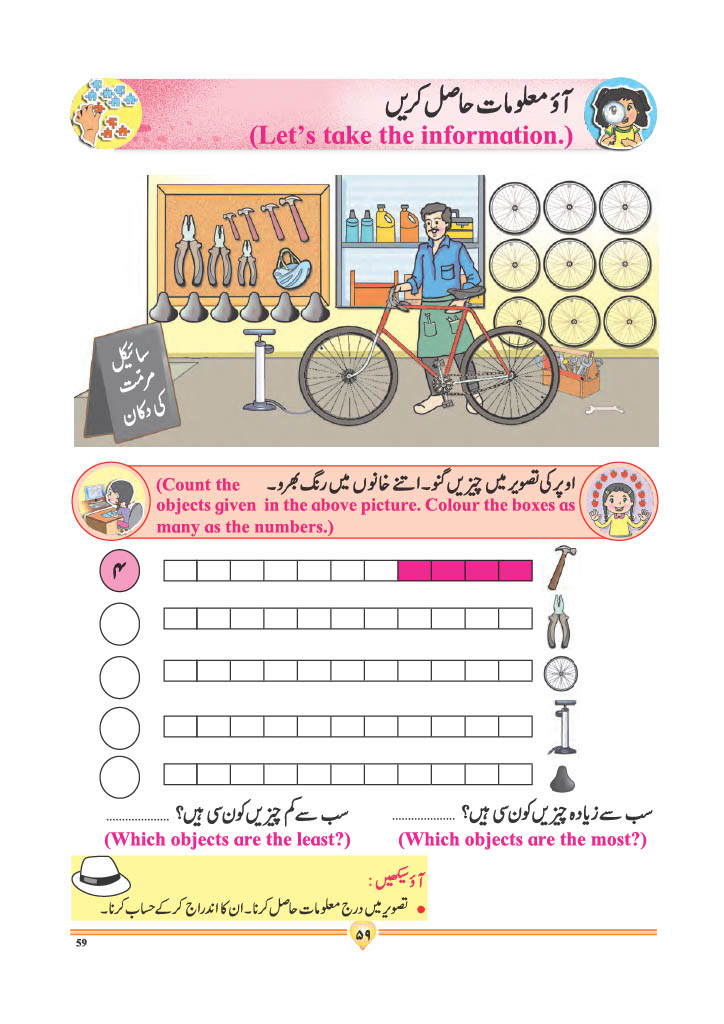 آؤ معلومات حاصل کریں
(Let's take the information.)
سائیکل
مرمّت
کی دکان
اوپر کی تصویر میں چیزیں گنو۔ اتنے خانوں میں رنگ بھرو۔ (Count the
objects given in the above picture. Colour the boxes as
many as the numbers.)
۴
سب سے زیادہ چیزیں کون سی ہیں؟ .................... سب سے کم چیزیں کون سی ہیں؟ ....................
(Which objects are the least?) (Which objects are the most?)
آؤ سیکھیں :
● تصویر میں درج معلومات حاصل کرنا۔ ان کا اندراج کر کے حساب کرنا۔
۵۹
59